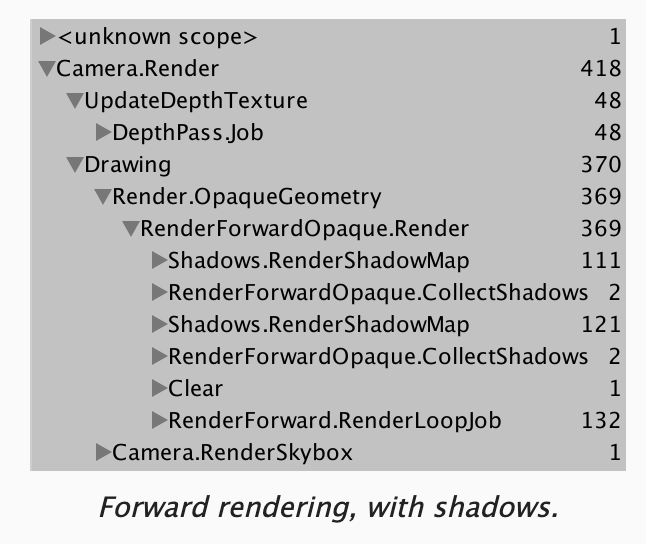 <unknown scope> 1
Camera.Render 418
UpdateDepthTexture 48
DepthPass.Job 48
Drawing 370
Render.OpaqueGeometry 369
RenderForwardOpaque.Render 369
Shadows.RenderShadowMap 111
RenderForwardOpaque.CollectShadows 2
Shadows.RenderShadowMap 121
RenderForwardOpaque.CollectShadows 2
Clear 1
RenderForward.RenderLoopJob 132
Camera.RenderSkybox 1
Forward rendering, with shadows.